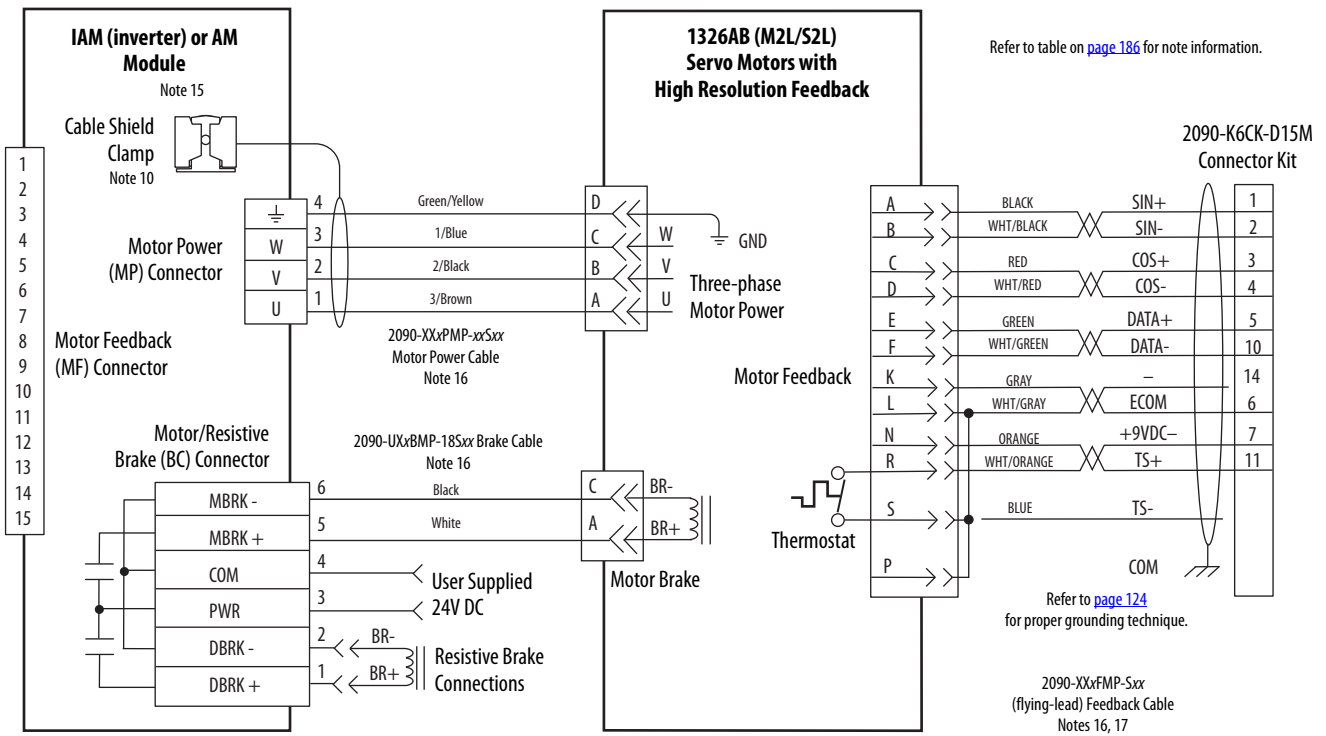 IAM (inverter) or AM
Module
Note 15
Cable Shield
Clamp
Note 10
1
2
3
4
5
6
7
8
9
10
11
12
13
14
15
Motor Feedback
(MF) Connector
Motor Power
(MP) Connector
W
V
U
4
3
2
1
Green/Yellow
1/Blue
2/Black
3/Brown
2090-XXxPMP-xxSxx
Motor Power Cable
Note 16
Motor/Resistive
Brake (BC) Connector
2090-UXxBMP-18Sxx Brake Cable
Note 16
MBRK -
MBRK +
COM
PWR
DBRK -
DBRK +
6
5
4
3
2
1
Black
White
User Supplied
24V DC
BR-
BR+
Resistive Brake
Connections
1326AB (M2L/S2L)
Servo Motors with
High Resolution Feedback
D
C
B
A
GND
W
V
U
Three-phase
Motor Power
C
A
BR-
BR+
Motor Brake
Motor Feedback
Thermostat
A
B
C
D
E
F
K
L
N
R
S
P
Refer to table on page 186 for note information.
2090-K6CK-D15M
Connector Kit
BLACK SIN+ 1
WHT/BLACK SIN- 2
RED COS+ 3
WHT/RED COS- 4
GREEN DATA+ 5
WHT/GREEN DATA- 10
GRAY – 14
WHT/GRAY ECOM 6
ORANGE +9VDC– 7
WHT/ORANGE TS+ 11
BLUE TS-
COM
Refer to page 124
for proper grounding technique.
2090-XXxFMP-Sxx
(flying-lead) Feedback Cable
Notes 16, 17